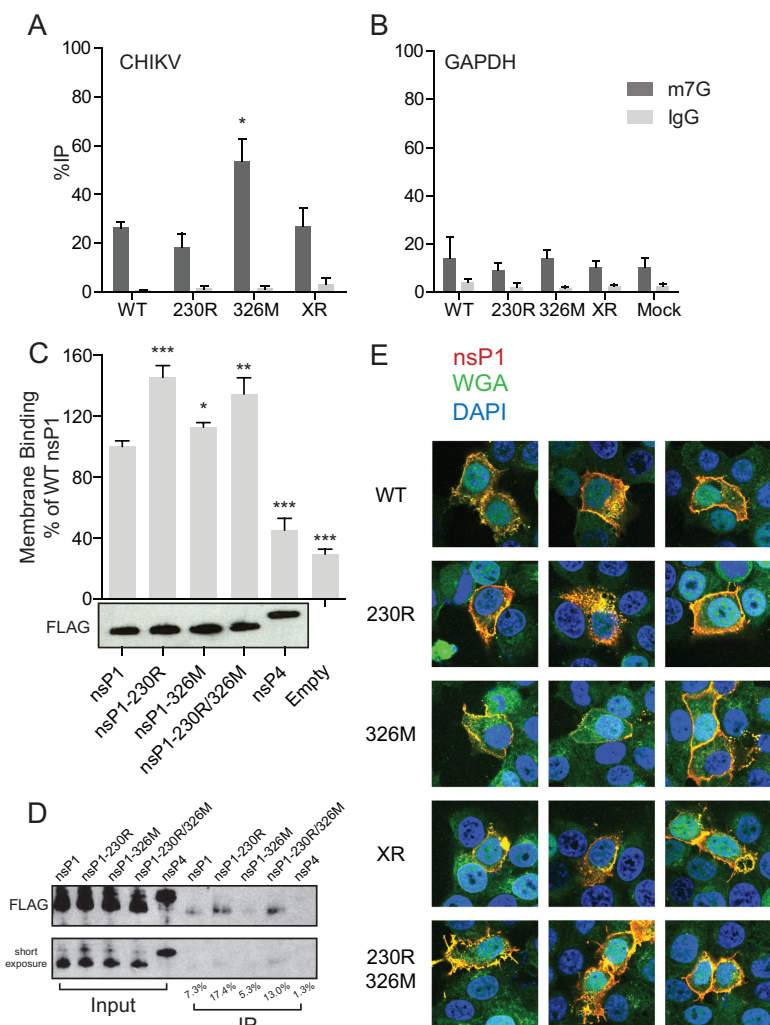 A
CHIKV
100
80
60
40
20
0
%IP
*
WT 230R 326M XR
B
GAPDH
100
80
60
40
20
0
m7G
IgG
WT 230R 326M XR Mock
C
160
120
80
40
0
Membrane Binding
% of WT nsP1
***
*
**
***
***
FLAG
nsP1
nsP1-230R
nsP1-326M
nsP1-230R/326M
nsP4
Empty
D
nsP1
nsP1-230R
nsP1-326M
nsP1-230R/326M
nsP4
nsP1
nsP1-230R
nsP1-326M
nsP1-230R/326M
nsP4
FLAG
short
exposure
7.3%
17.4%
5.3%
13.0%
1.3%
Input
IP
E
nsP1
WGA
DAPI
WT
230R
326M
XR
230R
326M